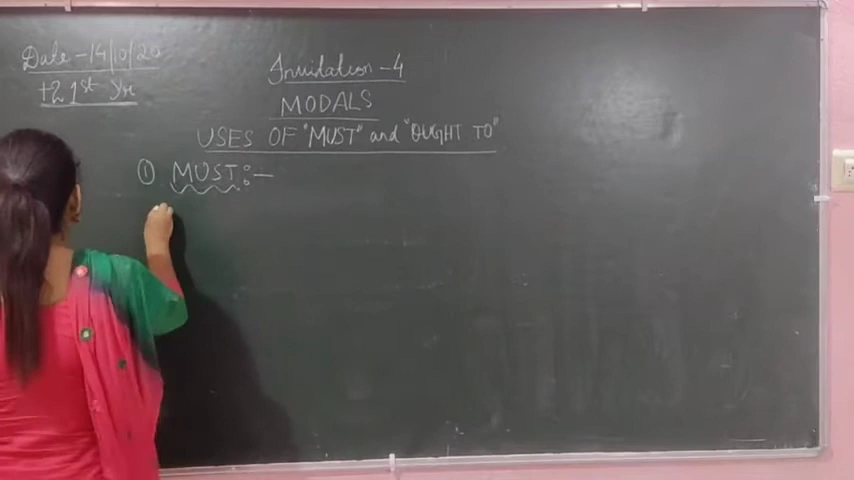 Date - 14/10/20
+2 1st Yr
Invitation - 4
MODALS
USES OF "MUST" and "OUGHT TO"
① MUST :-